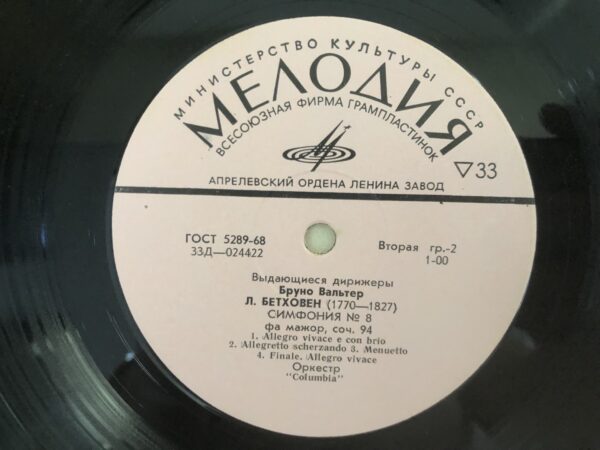 МИНИСТЕРСТВО КУЛЬТУРЫ СССР
МЕЛОДИЯ
ВСЕСОЮЗНАЯ ФИРМА ГРАМПЛАСТИНОК
▽33
АПРЕЛЕВСКИЙ ОРДЕНА ЛЕНИНА ЗАВОД
ГОСТ 5289-68
33Д—024422
Вторая гр.-2
1-00
Выдающиеся дирижеры
Бруно Вальтер
Л. БЕТХОВЕН (1770—1827)
СИМФОНИЯ № 8
фа мажор, соч. 94
1. Allegro vivace e con brio
2. Allegretto scherzando 3. Menuetto
4. Finale. Allegro vivace
Оркестр
"Columbia"